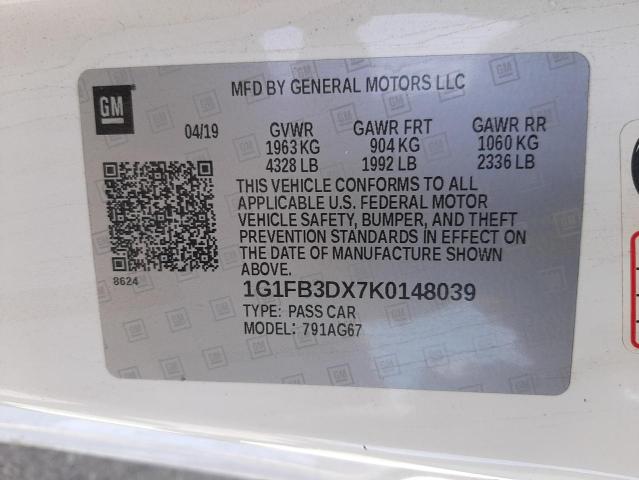 GM
MFD BY GENERAL MOTORS LLC
04/19 GVWR GAWR FRT GAWR RR
1963 KG 904 KG 1060 KG
4328 LB 1992 LB 2336 LB
THIS VEHICLE CONFORMS TO ALL
APPLICABLE U.S. FEDERAL MOTOR
VEHICLE SAFETY, BUMPER, AND THEFT
PREVENTION STANDARDS IN EFFECT ON
THE DATE OF MANUFACTURE SHOWN
ABOVE.
8624
1G1FB3DX7K0148039
TYPE: PASS CAR
MODEL: 791AG67